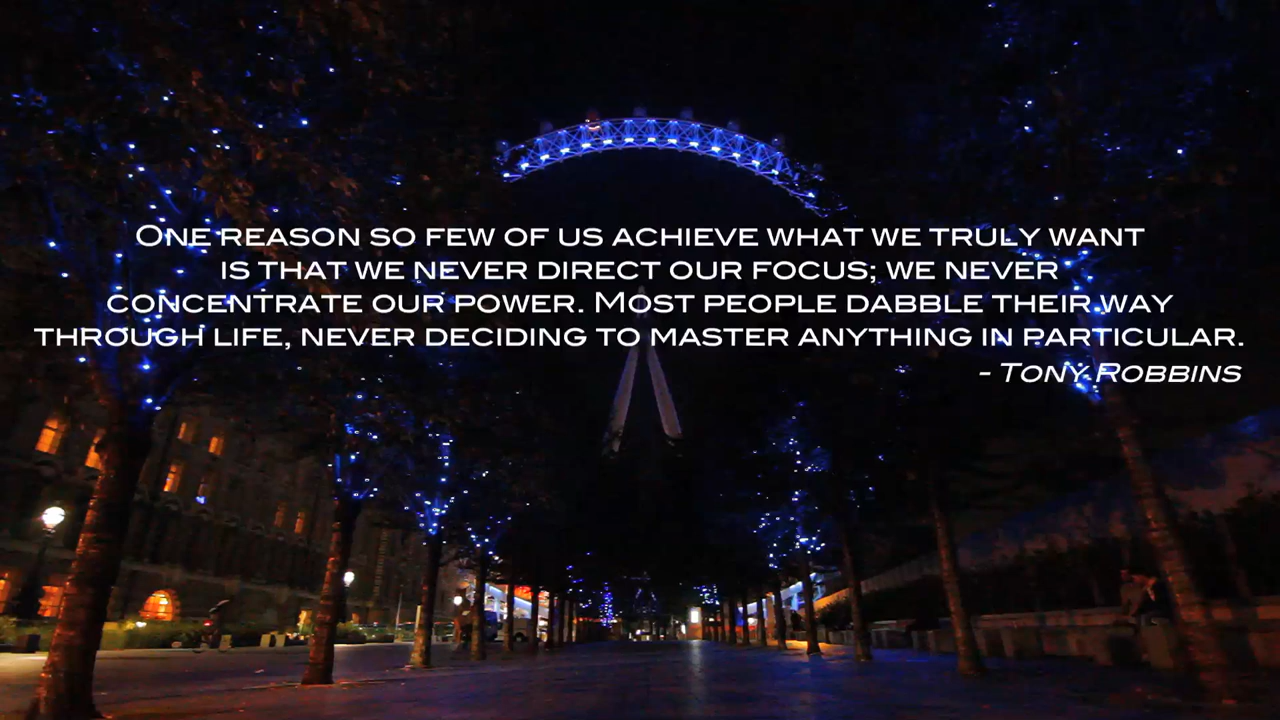 One reason so few of us achieve what we truly want
is that we never direct our focus; we never
concentrate our power. Most people dabble their way
through life, never deciding to master anything in particular.
- Tony Robbins